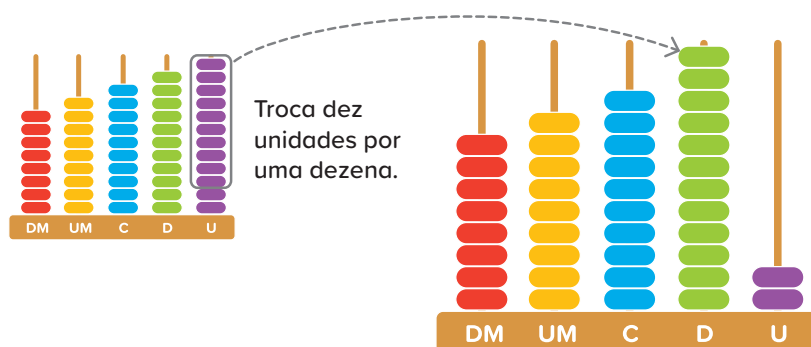 Troca dez
unidades por
uma dezena.
DM UM C D U
DM UM C D U